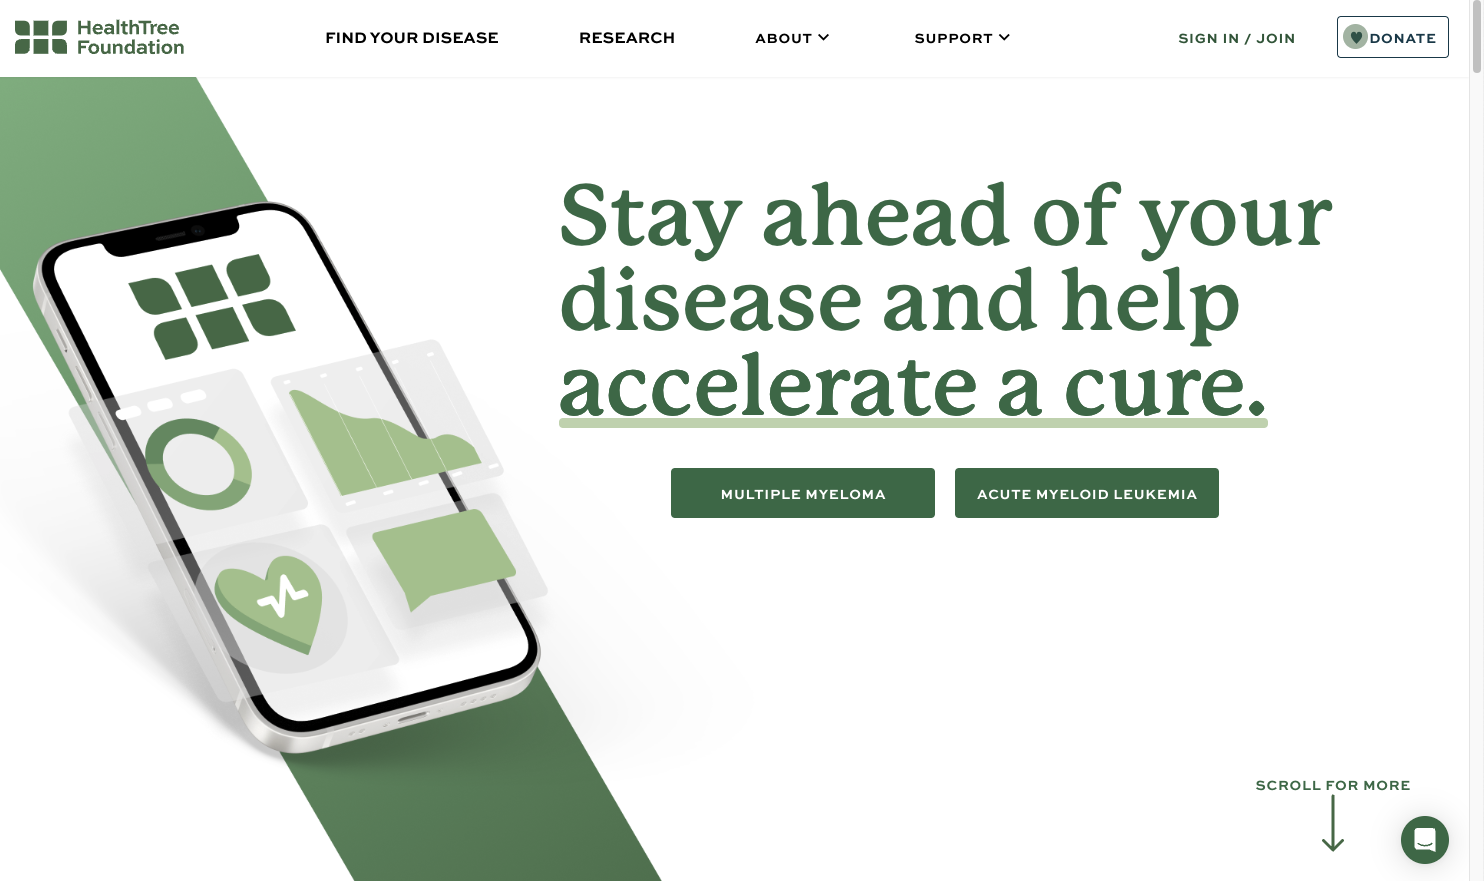 HealthTree
Foundation
FIND YOUR DISEASE
RESEARCH
ABOUT
SUPPORT
SIGN IN / JOIN
DONATE
Stay ahead of your
disease and help
accelerate a cure.
MULTIPLE MYELOMA
ACUTE MYELOID LEUKEMIA
SCROLL FOR MORE